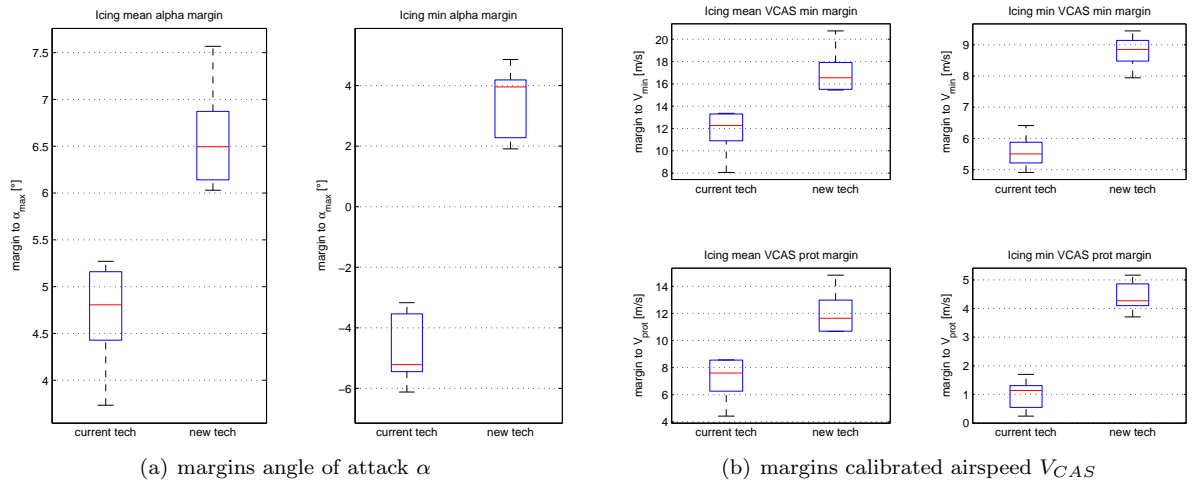 Icing mean alpha margin
margin to α_max [°]
7.5
7
6.5
6
5.5
5
4.5
4
current tech
new tech
Icing min alpha margin
margin to α_max [°]
4
2
0
−2
−4
−6
current tech
new tech
(a) margins angle of attack α
Icing mean VCAS min margin
margin to V_min [m/s]
20
18
16
14
12
10
8
current tech
new tech
Icing min VCAS min margin
margin to V_min [m/s]
9
8
7
6
5
current tech
new tech
Icing mean VCAS prot margin
margin to V_prot [m/s]
14
12
10
8
6
4
current tech
new tech
Icing min VCAS prot margin
margin to V_prot [m/s]
5
4
3
2
1
0
current tech
new tech
(b) margins calibrated airspeed V_CAS